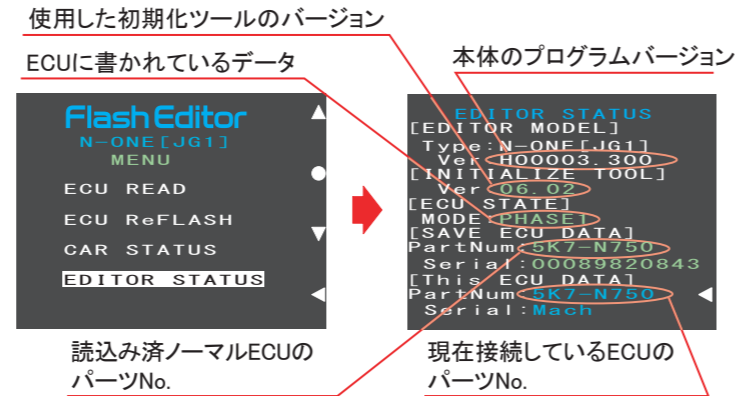 使用した初期化ツールのバージョン
ECUに書かれているデータ
本体のプログラムバージョン
Flash Editor
N-ONE[JG1]
MENU
ECU READ
ECU ReFLASH
CAR STATUS
EDITOR STATUS
EDITOR STATUS
[EDITOR MODEL]
Type:N-ONE[JG1]
Ver H00003.300
[INITIALIZE TOOL]
Ver 06.02
[ECU STATE]
MODE:PHASE1
[SAVE ECU DATA]
PartNum:5K7-N750
Serial:00089820843
[This ECU DATA]
PartNum:5K7-N750
Serial:Mach
読込み済ノーマルECUの
パーツNo.
現在接続しているECUの
パーツNo.